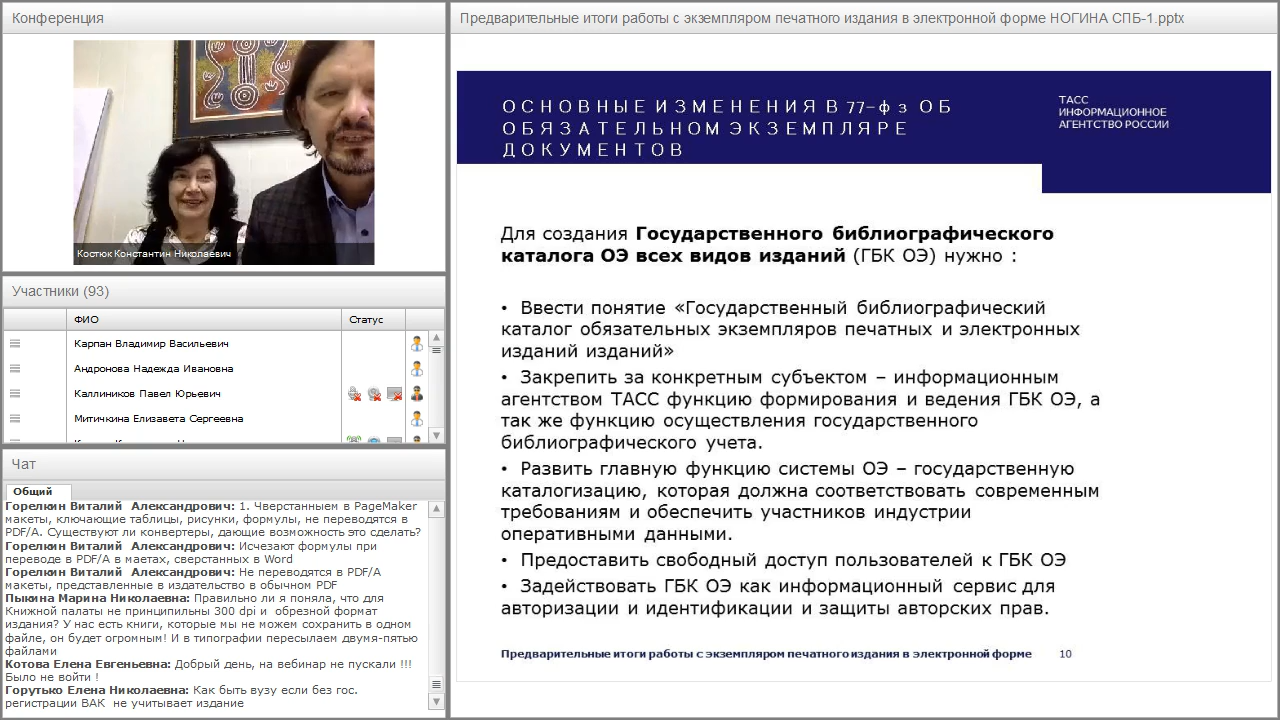 Конференция
Костюк Константин Николаевич
Участники (93)
ФИО
Статус
Карпан Владимир Васильевич
Андронова Надежда Ивановна
Каллиников Павел Юрьевич
Митичкина Елизавета Сергеевна
Чат
Общий
Горелкин Виталий Александрович: 1. Чверстанныем в PageMaker
макеты, ключающие таблицы, рисунки, формулы, не переводятся в
PDF/A. Существуют ли конвертеры, дающие возможность это сделать?
Горелкин Виталий Александрович: Исчезают формулы при
переводе в PDF/A в маетах, сверстанных в Word
Горелкин Виталий Александрович: Не переводятся в PDF/A
макеты, представленные в издательство в обычном PDF
Пыкина Марина Николаевна: Правильно ли я поняла, что для
Книжной палаты не принципильны 300 dpi и обрезной формат
издания? У нас есть книги, которые мы не можем сохранить в одном
файле, он будет огромным! И в типографии пересылаем двумя-пятью
файлами
Котова Елена Евгеньевна: Добрый день, на вебинар не пускали !!!
Было не войти !
Горутько Елена Николаевна: Как быть вузу если без гос.
регистрации ВАК не учитывает издание
Предварительные итоги работы с экземпляром печатного издания в электронной форме НОГИНА СПБ-1.pptx
ОСНОВНЫЕ ИЗМЕНЕНИЯ В 77-ф з ОБ
ОБЯЗАТЕЛЬНОМ ЭКЗЕМПЛЯРЕ
ДОКУМЕНТОВ
ТАСС
ИНФОРМАЦИОННОЕ
АГЕНТСТВО РОССИИ
Для создания Государственного библиографического
каталога ОЭ всех видов изданий (ГБК ОЭ) нужно :
• Ввести понятие «Государственный библиографический
каталог обязательных экземпляров печатных и электронных
изданий изданий»
• Закрепить за конкретным субъектом – информационным
агентством ТАСС функцию формирования и ведения ГБК ОЭ, а
так же функцию осуществления государственного
библиографического учета.
• Развить главную функцию системы ОЭ – государственную
каталогизацию, которая должна соответствовать современным
требованиям и обеспечить участников индустрии
оперативными данными.
• Предоставить свободный доступ пользователей к ГБК ОЭ
• Задействовать ГБК ОЭ как информационный сервис для
авторизации и идентификации и защиты авторских прав.
Предварительные итоги работы с экземпляром печатного издания в электронной форме 10